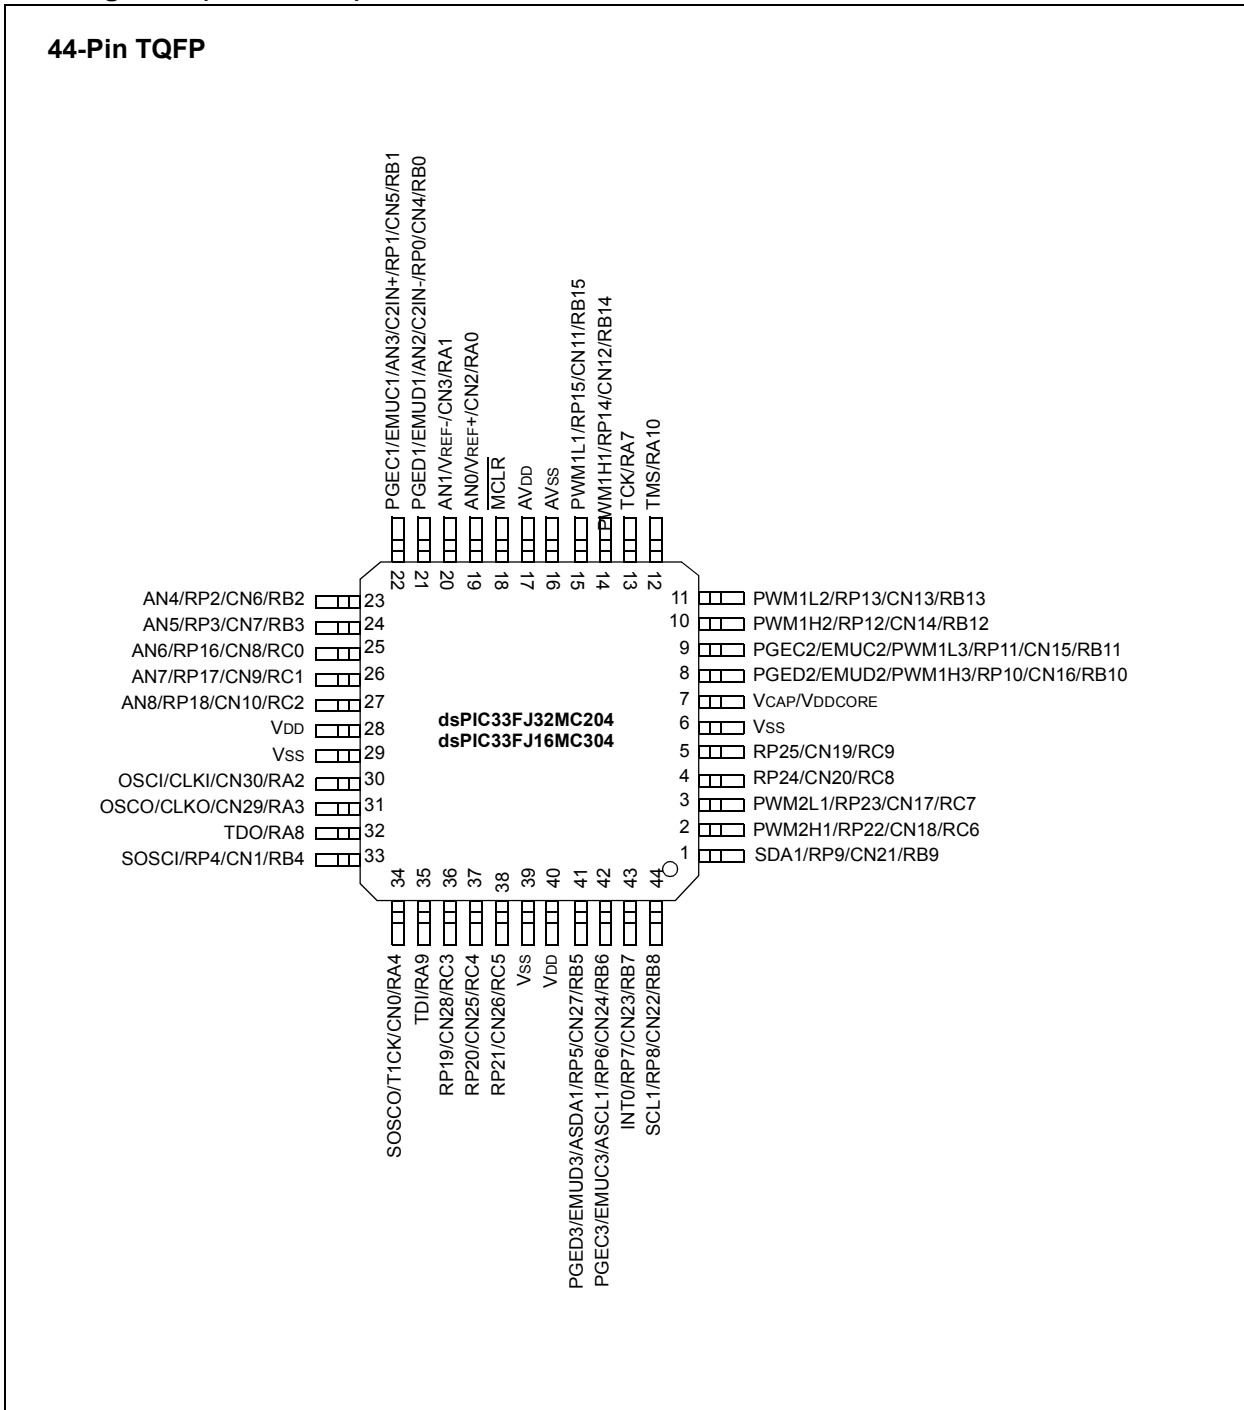 44-Pin TQFP
PGEC1/EMUC1/AN3/C2IN+/RP1/CN5/RB1
PGED1/EMUD1/AN2/C2IN-/RP0/CN4/RB0
AN1/VREF-/CN3/RA1
AN0/VREF+/CN2/RA0
MCLR
AVDD
AVSS
PWM1L1/RP15/CN11/RB15
PWM1H1/RP14/CN12/RB14
TCK/RA7
TMS/RA10
22 21 20 19 18 17 16 15 14 13 12
AN4/RP2/CN6/RB2 23
AN5/RP3/CN7/RB3 24
AN6/RP16/CN8/RC0 25
AN7/RP17/CN9/RC1 26
AN8/RP18/CN10/RC2 27
VDD 28
VSS 29
OSCI/CLKI/CN30/RA2 30
OSCO/CLKO/CN29/RA3 31
TDO/RA8 32
SOSCI/RP4/CN1/RB4 33
dsPIC33FJ32MC204
dsPIC33FJ16MC304
11 PWM1L2/RP13/CN13/RB13
10 PWM1H2/RP12/CN14/RB12
9 PGEC2/EMUC2/PWM1L3/RP11/CN15/RB11
8 PGED2/EMUD2/PWM1H3/RP10/CN16/RB10
7 VCAP/VDDCORE
6 VSS
5 RP25/CN19/RC9
4 RP24/CN20/RC8
3 PWM2L1/RP23/CN17/RC7
2 PWM2H1/RP22/CN18/RC6
1 SDA1/RP9/CN21/RB9
34 35 36 37 38 39 40 41 42 43 44
SOSCO/T1CK/CN0/RA4
TDI/RA9
RP19/CN28/RC3
RP20/CN25/RC4
RP21/CN26/RC5
VSS
VDD
PGED3/EMUD3/ASDA1/RP5/CN27/RB5
PGEC3/EMUC3/ASCL1/RP6/CN24/RB6
INT0/RP7/CN23/RB7
SCL1/RP8/CN22/RB8